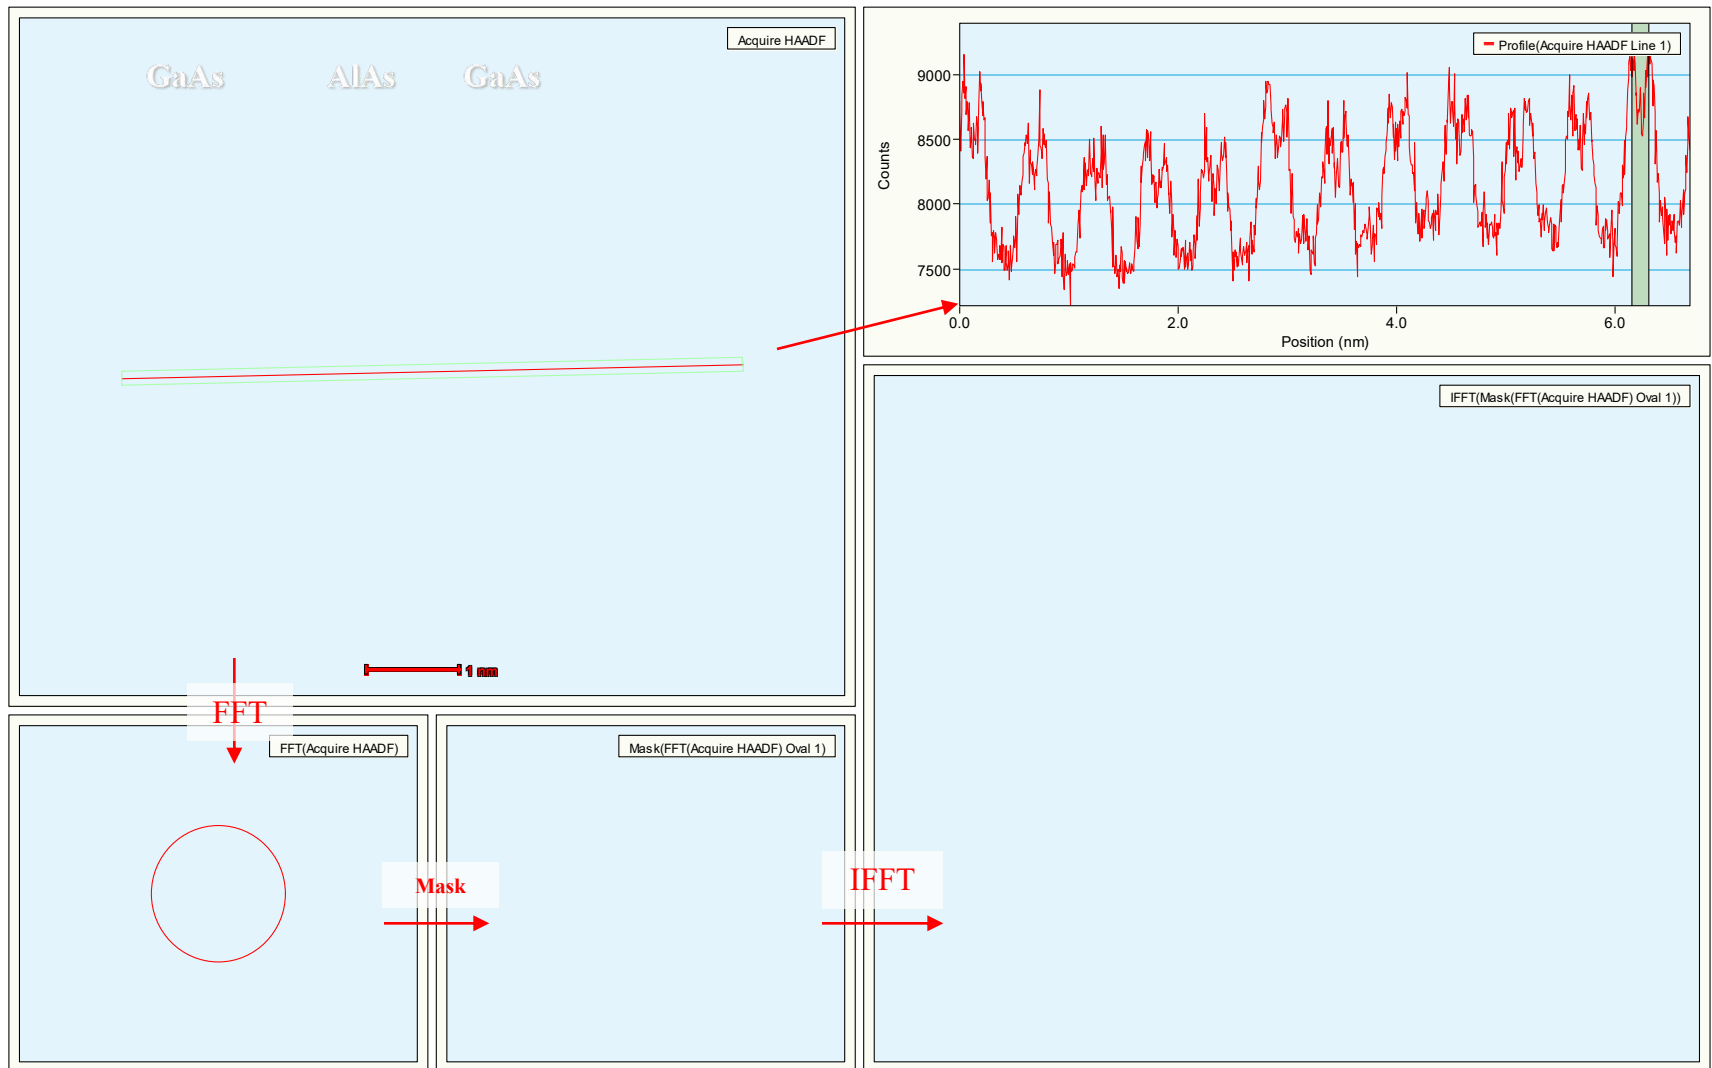 Acquire HAADF
GaAs AlAs GaAs
1 nm
Profile(Acquire HAADF Line 1)
Counts
9000
8500
8000
7500
0.0 2.0 4.0 6.0
Position (nm)
FFT
FFT(Acquire HAADF)
Mask
Mask(FFT(Acquire HAADF) Oval 1)
IFFT
IFFT(Mask(FFT(Acquire HAADF) Oval 1))